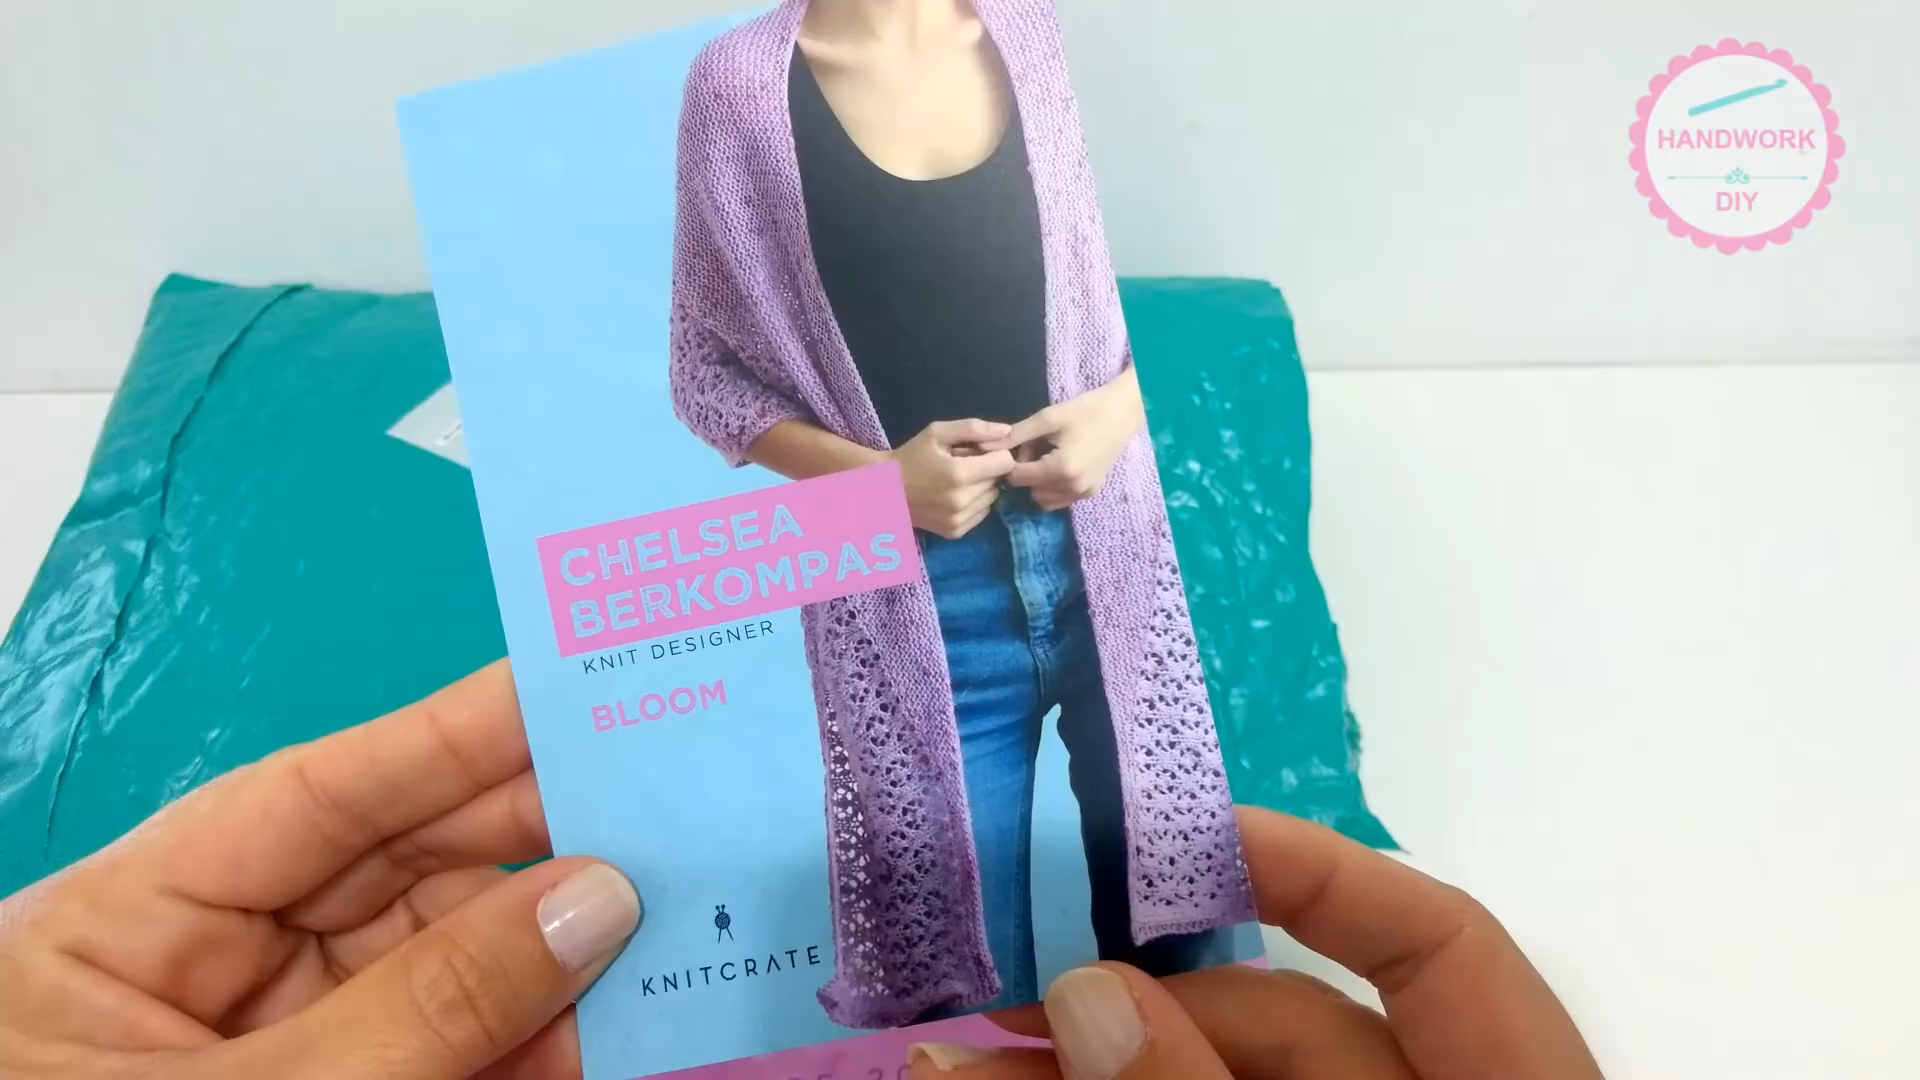 HANDWORK
DIY
CHELSEA
BERKOMPAS
KNIT DESIGNER
BLOOM
KNITCRATE